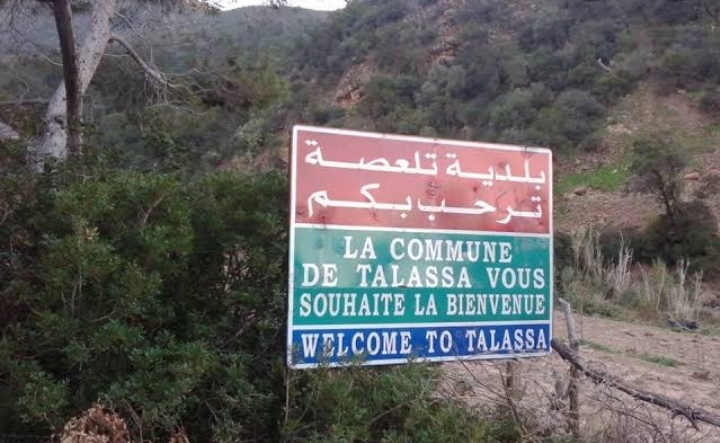 بلدية تلعصة
ترحب بكم
LA COMMUNE
DE TALASSA VOUS
SOUHAITE LA BIENVENUE
WELCOME TO TALASSA